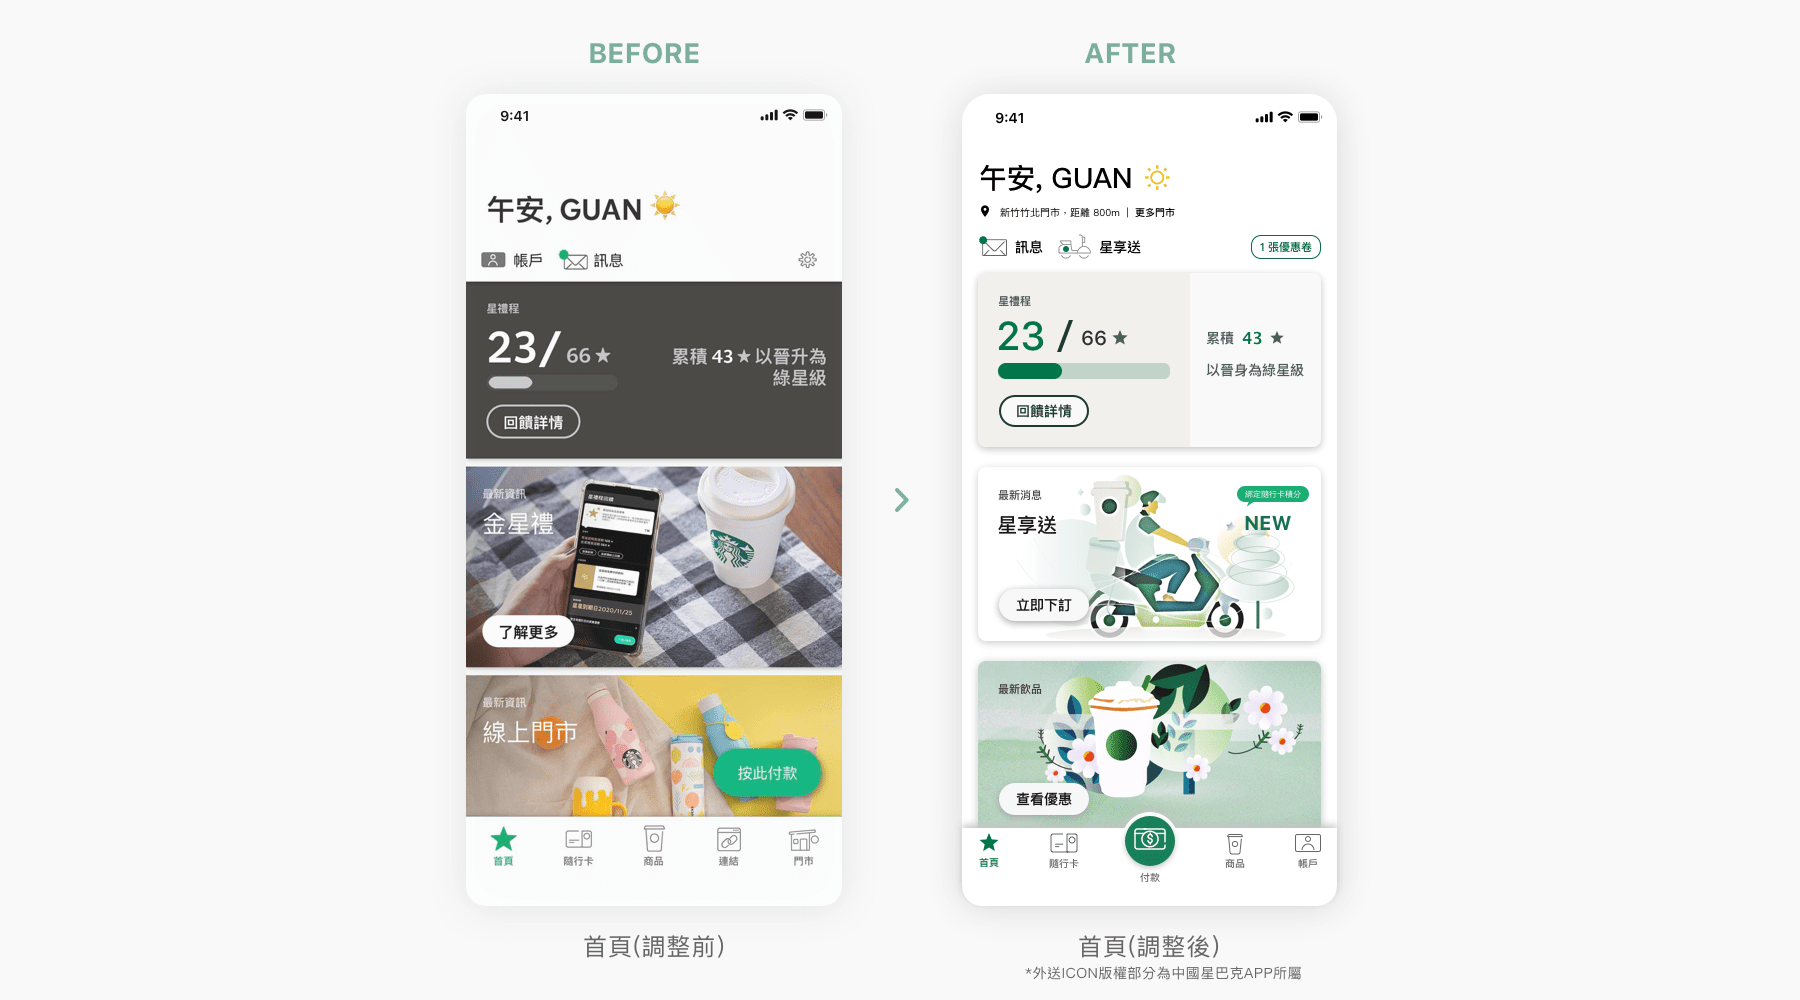 BEFORE
9:41
午安, GUAN
帳戶 訊息
星禮程
23/ 66★
累積 43★以晉升為
綠星級
回饋詳情
最新資訊
金星禮
了解更多
最新資訊
線上門市
按此付款
首頁 隨行卡 商品 連結 門市
首頁(調整前)
AFTER
9:41
午安, GUAN
新竹竹北門市，距離 800m | 更多門市
訊息 星享送 1 張優惠卷
星禮程
23 / 66★
累積 43 ★
以晉身為綠星級
回饋詳情
最新消息
星享送
綁定隨行卡積分
NEW
立即下訂
最新飲品
查看優惠
首頁 隨行卡 付款 商品 帳戶
首頁(調整後)
*外送ICON版權部分為中國星巴克APP所屬